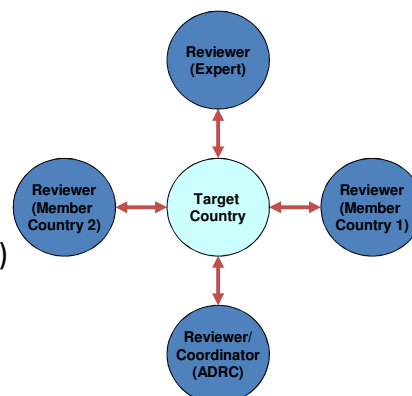 Reviewer
(Expert)
Reviewer
(Member
Country 2)
Target
Country
Reviewer
(Member
Country 1)
)
Reviewer/
Coordinator
(ADRC)